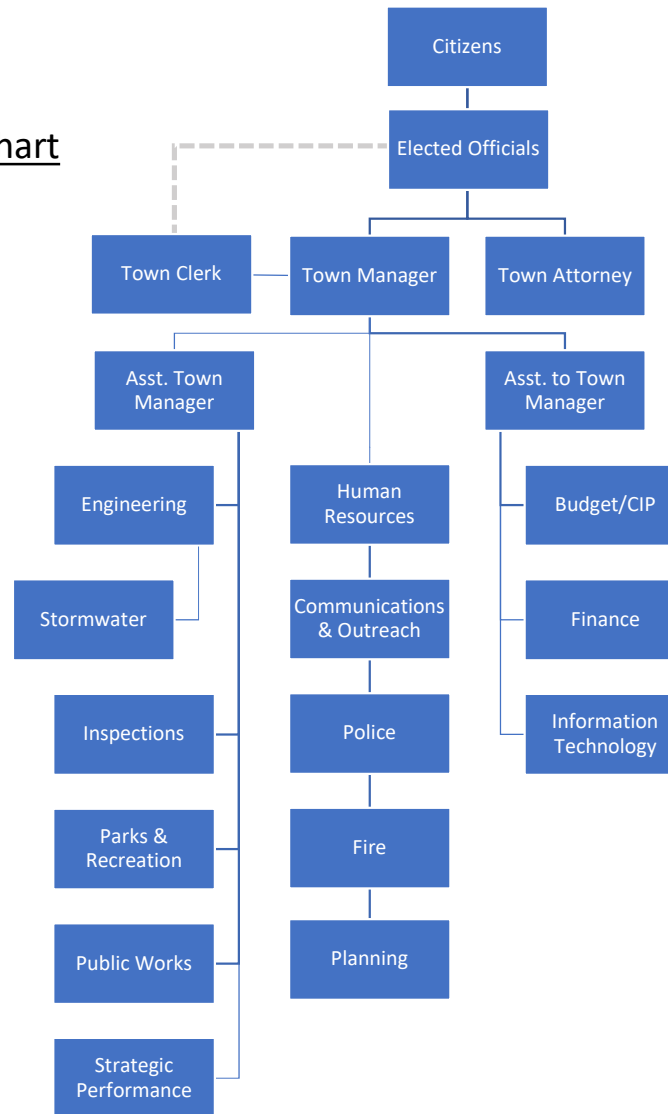 Citizens
Elected Officials
Town Clerk
Town Manager
Town Attorney
Asst. Town
Manager
Asst. to Town
Manager
Engineering
Stormwater
Inspections
Parks &
Recreation
Public Works
Strategic
Performance
Human
Resources
Communications
& Outreach
Police
Fire
Planning
Budget/CIP
Finance
Information
Technology